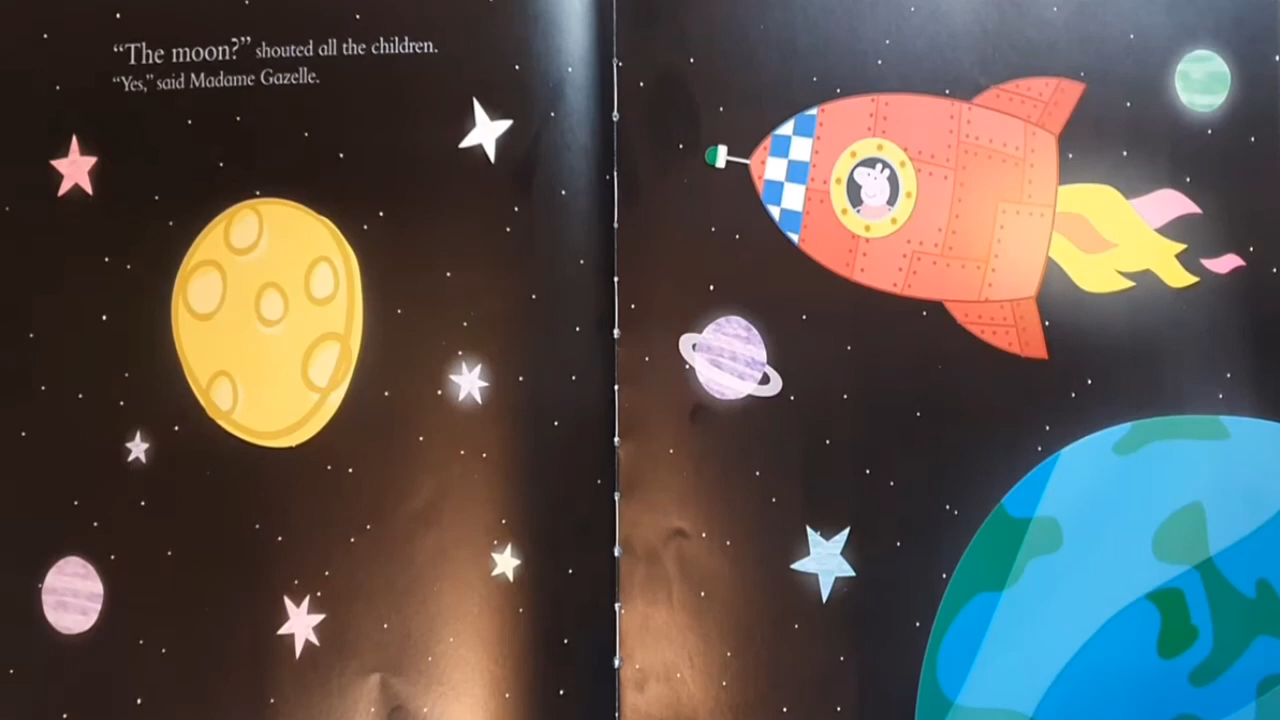 “The moon?” shouted all the children.
“Yes,” said Madame Gazelle.